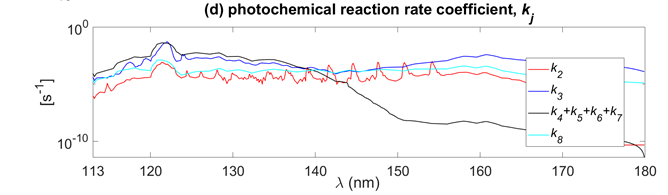 (d) photochemical reaction rate coefficient, k_j
10^0
[s^-1]
k_2
k_3
k_4+k_5+k_6+k_7
k_8
10^-10
113 120 130 140 150 160 170 180
λ (nm)